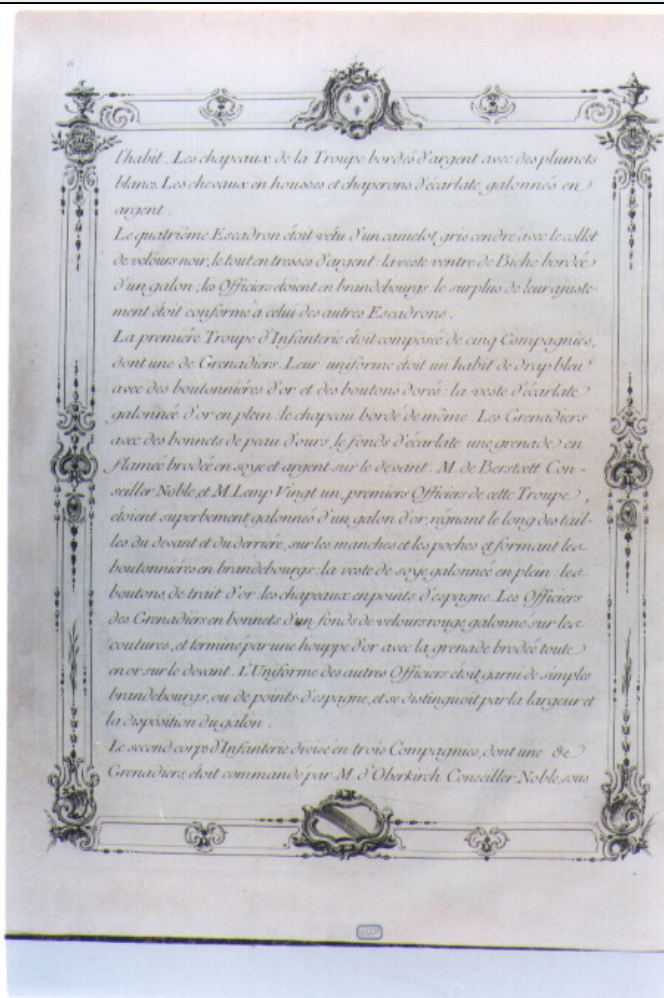 l'habit. Les chapeaux de la Troupe bordés d'argent avec des plumets
blancs. Les chevaux en housses et chaperons d'écarlate, galonnés en
argent.
Le quatrième Escadron étoit vetu d'un camelot gris cendré avec le collet
de velours noir, le tout en tresses d'argent: la veste ventre de Biche bordée
d'un galon; les Officiers étoient en brandebourgs le surplus de leur ajuste-
ment étoit conforme à celui des autres Escadrons.
La première Troupe d'Infanterie étoit composée de cinq Compagnies,
dont une de Grenadiers. Leur uniforme étoit un habit de drap bleu
avec des boutonnières d'or et des boutons dorés: la veste d'écarlate
galonnée d'or en plein: le chapeau bordé de même. Les Grenadiers
avec des bonnets de peau d'ours, le fonds d'écarlate une grenade en
flamée brodée en soye et argent sur le devant. M. de Berstett Con-
seiller Noble, et M. Lemp Vingt un, premiers Officiers de cette Troupe,
étoient superbement galonnés d'un galon d'or, régnant le long des tail-
les du devant et du derrière, sur les manches et les poches et formant les
boutonnières en brandebourgs: la veste de soye galonnée en plein: les
boutons de trait d'or: les chapeaux en points d'espagne. Les Officiers
des Grenadiers en bonnets d'un fonds de velours rouge galonne sur les
coutures, et terminé par une houppe d'or avec la grenade brodée toute
en or sur le devant. L'Uniforme des autres Officiers étoit garni de simples
brandebourgs, ou de points d'espagne, et se distinguoit par la largeur et
la disposition du galon.
Le second corps d'Infanterie divisé en trois Compagnies, dont une de
Grenadiers, étoit commandé par M. d'Oberkirch Conseiller Noble, sous